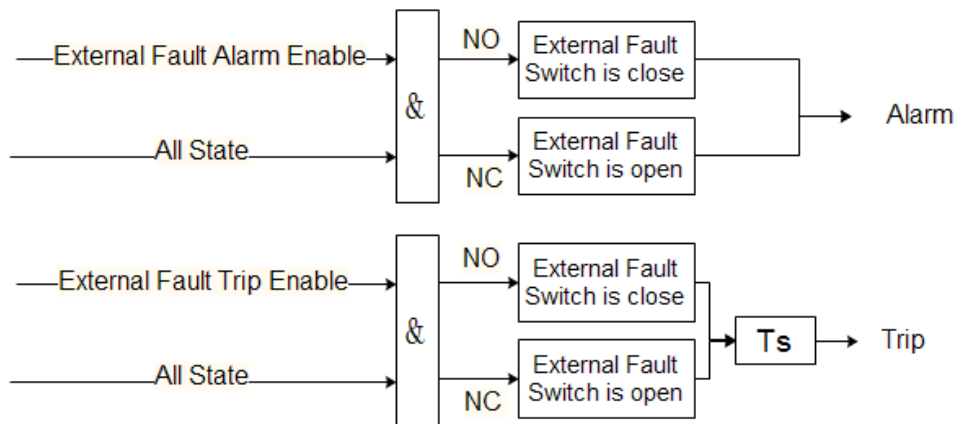 External Fault Alarm Enable
All State
&
NO
NC
External Fault
Switch is close
External Fault
Switch is open
Alarm
External Fault Trip Enable
All State
&
NO
NC
External Fault
Switch is close
External Fault
Switch is open
Ts
Trip